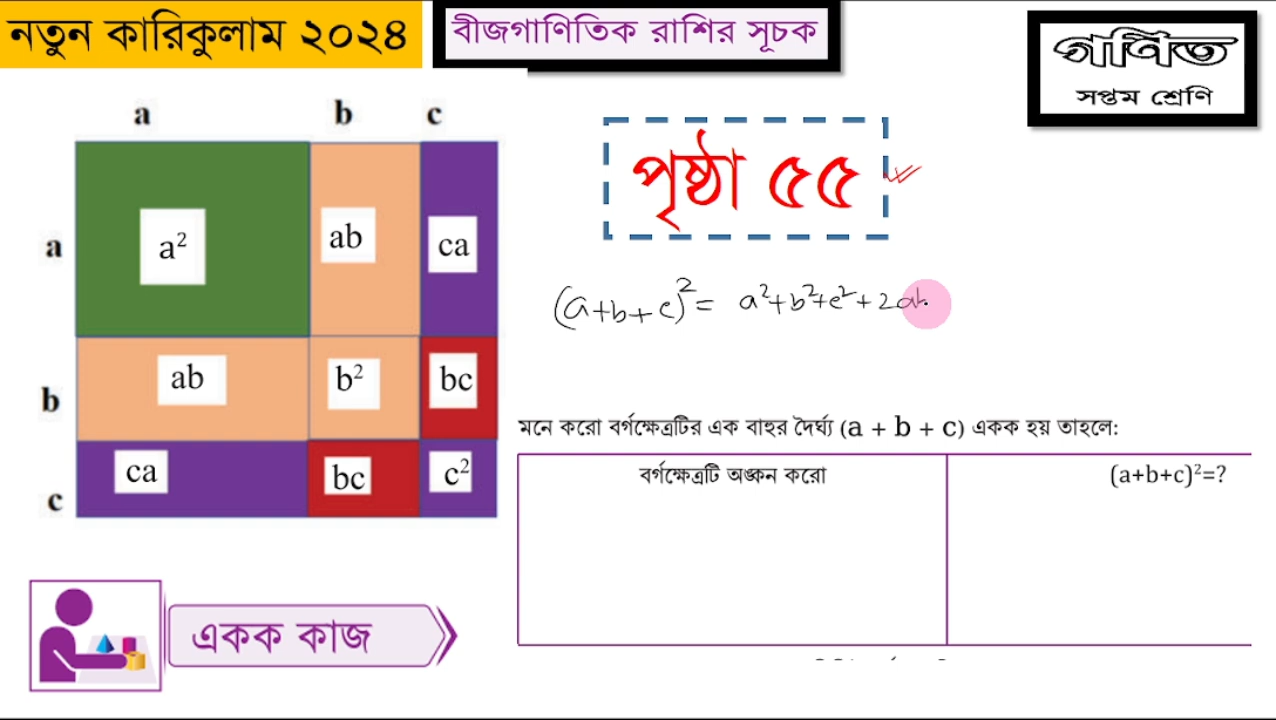 নতুন কারিকুলাম ২০২৪
বীজগাণিতিক রাশির সূচক
গণিত
সপ্তম শ্রেণি
a b c
a a² ab ca
b ab b² bc
c ca bc c²
পৃষ্ঠা ৫৫
(a+b+c)²= a²+b²+c²+2ab
মনে করো বর্গক্ষেত্রটির এক বাহুর দৈর্ঘ্য (a + b + c) একক হয় তাহলে:
বর্গক্ষেত্রটি অঙ্কন করো (a+b+c)²=?
একক কাজ